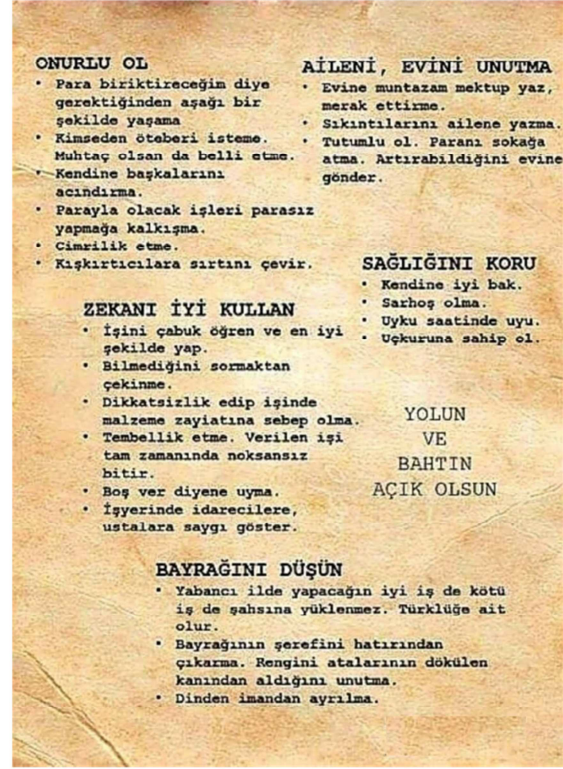 ONURLU OL
• Para biriktireceğim diye
gerektiğinden aşağı bir
şekilde yaşama
• Kimseden öteberi isteme.
Muhtaç olsan da belli etme.
• Kendine başkalarını
acındırma.
• Parayla olacak işleri parasız
yapmağa kalkışma.
• Cimrilik etme.
• Kışkırtıcılara sırtını çevir.
AİLENİ, EVİNİ UNUTMA
• Evine muntazam mektup yaz,
merak ettirme.
• Sıkıntılarını ailene yazma.
• Tutumlu ol. Paranı sokağa
atma. Artırabildiğini evine
gönder.
SAĞLIĞINI KORU
• Kendine iyi bak.
• Sarhoş olma.
• Uyku saatinde uyu.
• Uçkuruna sahip ol.
ZEKANI İYİ KULLAN
• İşini çabuk öğren ve en iyi
şekilde yap.
• Bilmediğini sormaktan
çekinme.
• Dikkatsizlik edip işinde
malzeme zayiatına sebep olma.
• Tembellik etme. Verilen işi
tam zamanında noksansız
bitir.
• Boş ver diyene uyma.
• İşyerinde idarecilere,
ustalara saygı göster.
YOLUN
VE
BAHTIN
AÇIK OLSUN
BAYRAĞINI DÜŞÜN
• Yabancı ilde yapacağın iyi iş de kötü
iş de şahsına yüklenmez. Türklüğe ait
olur.
• Bayrağının şerefini hatırından
çıkarma. Rengini atalarının dökülen
kanından aldığını unutma.
• Dinden imandan ayrılma.